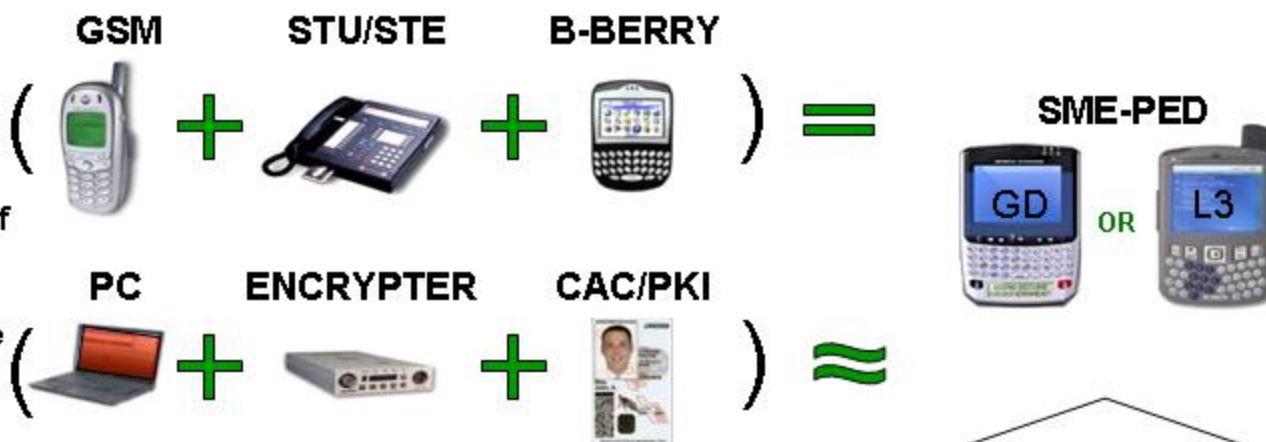 GSM STU/STE B-BERRY
( + + ) =
SME-PED
GD OR L3
f
PC ENCRYPTER CAC/PKI
e
( + + ) ≈